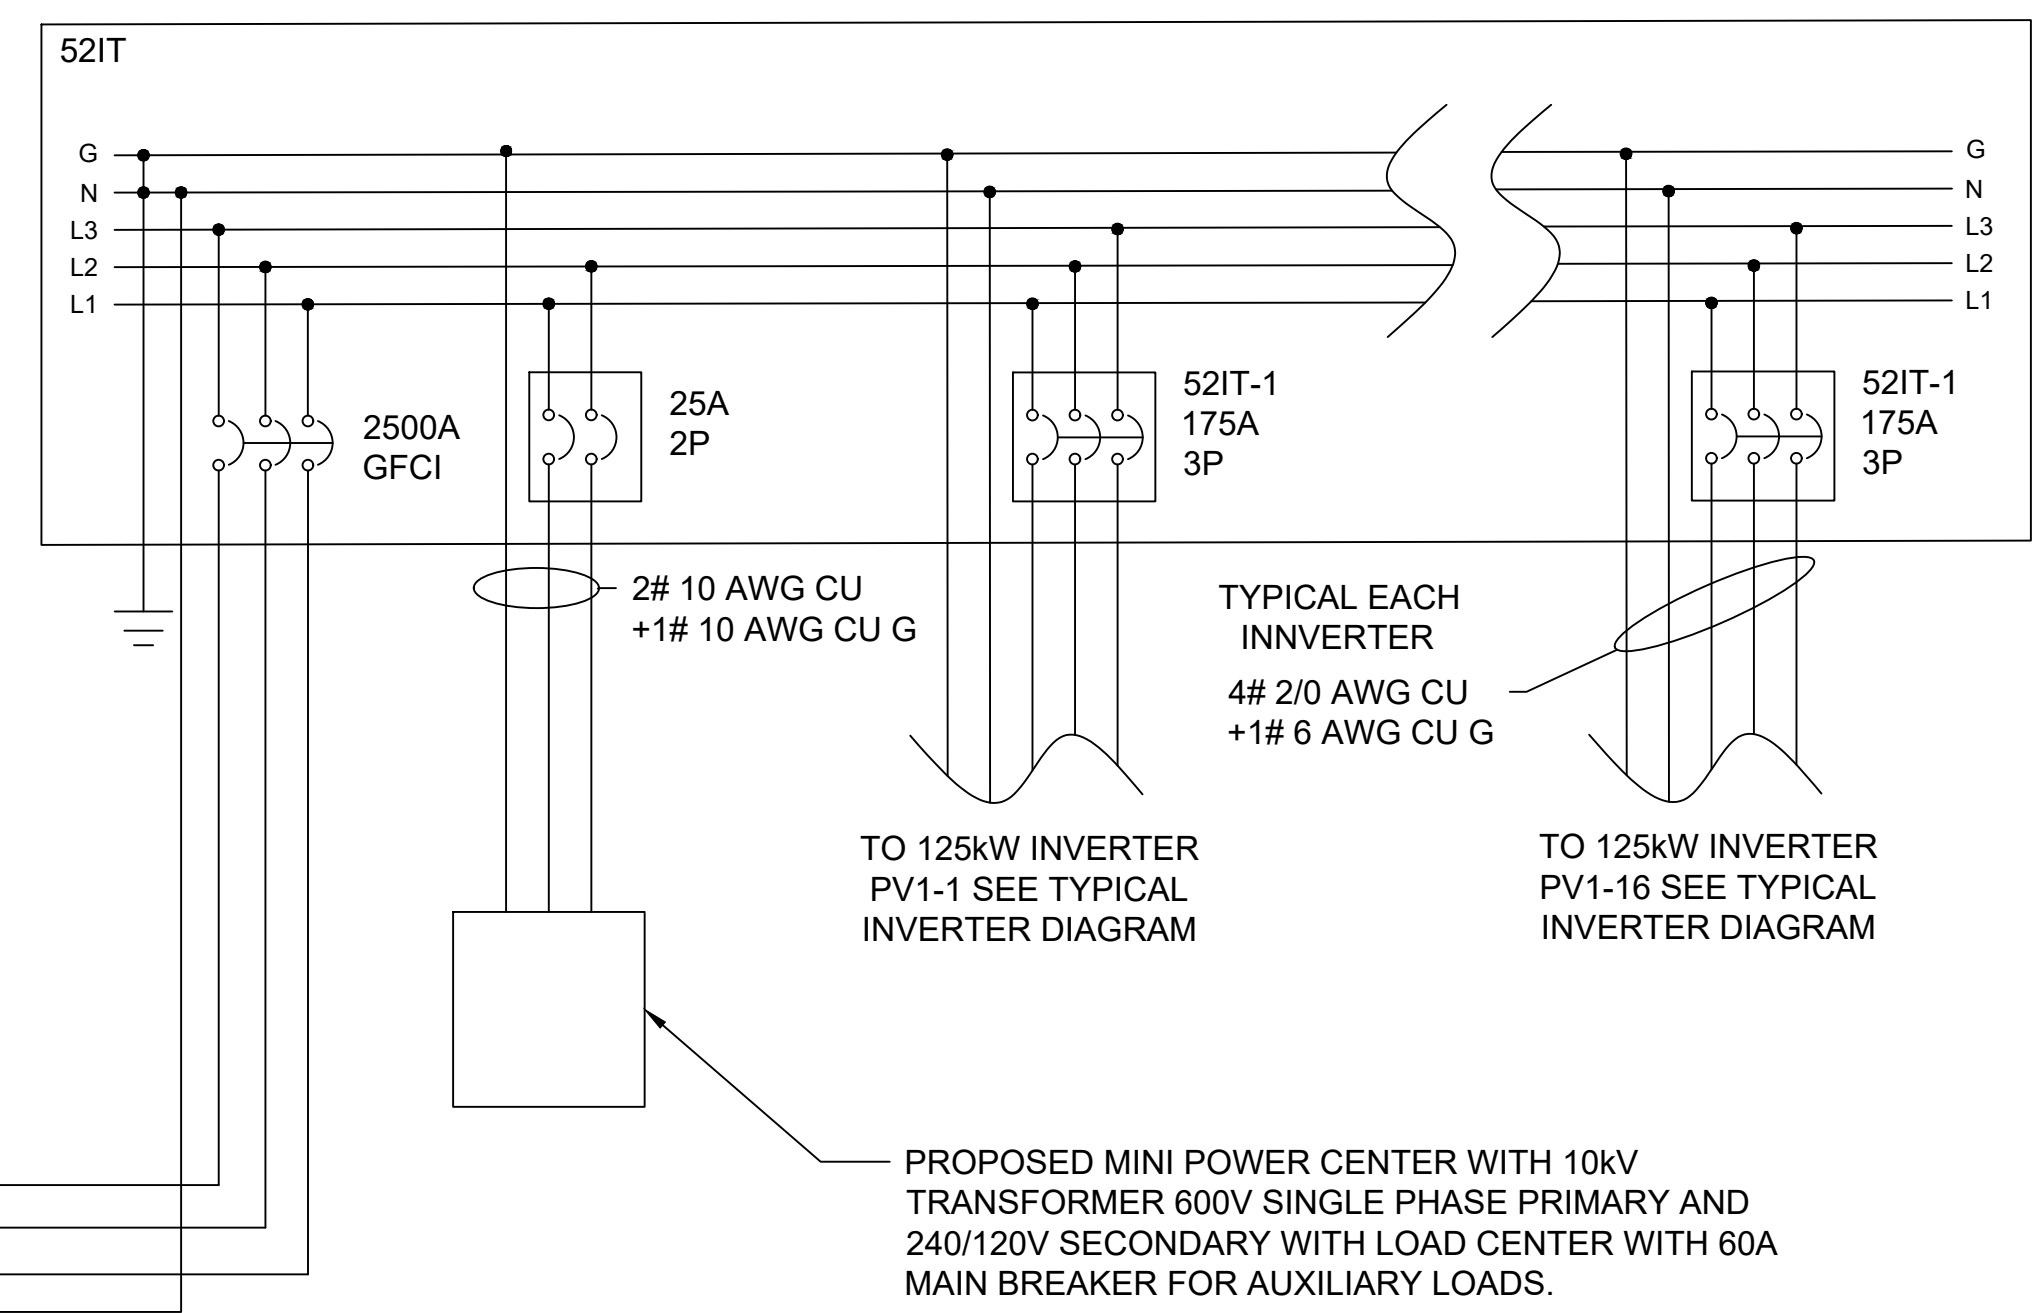 52IT
G
N
L3
L2
L1
G
N
L3
L2
L1
2500A
GFCI
25A
2P
52IT-1
175A
3P
52IT-1
175A
3P
2# 10 AWG CU
+1# 10 AWG CU G
TYPICAL EACH
INNVERTER
4# 2/0 AWG CU
+1# 6 AWG CU G
TO 125kW INVERTER
PV1-1 SEE TYPICAL
INVERTER DIAGRAM
TO 125kW INVERTER
PV1-16 SEE TYPICAL
INVERTER DIAGRAM
PROPOSED MINI POWER CENTER WITH 10kV
TRANSFORMER 600V SINGLE PHASE PRIMARY AND
240/120V SECONDARY WITH LOAD CENTER WITH 60A
MAIN BREAKER FOR AUXILIARY LOADS.